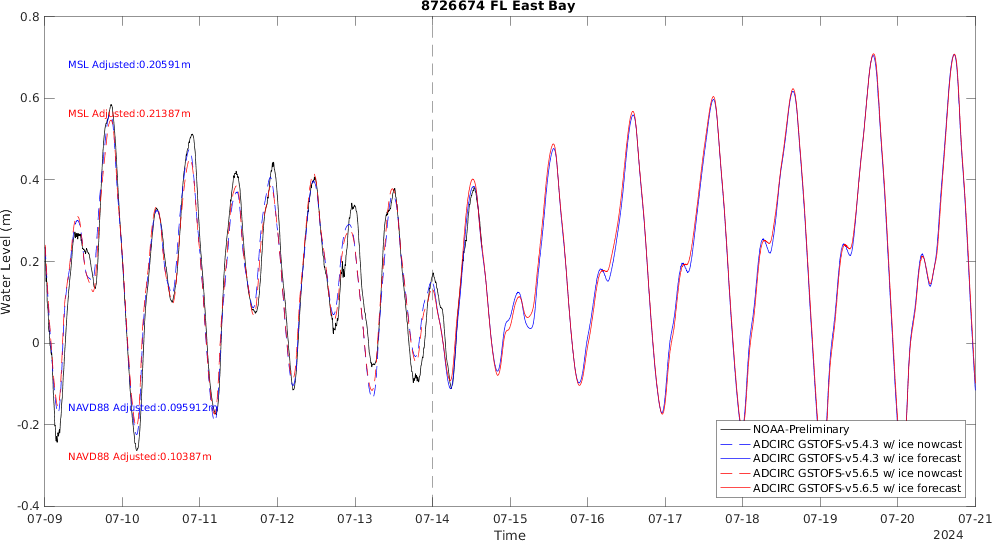 8726674 FL East Bay
0.8
0.6
0.4
0.2
0
-0.2
-0.4
Water Level (m)
MSL Adjusted:0.20591m
MSL Adjusted:0.21387m
NAVD88 Adjusted:0.095912m
NAVD88 Adjusted:0.10387m
NOAA-Preliminary
ADCIRC GSTOFS-v5.4.3 w/ ice nowcast
ADCIRC GSTOFS-v5.4.3 w/ ice forecast
ADCIRC GSTOFS-v5.6.5 w/ ice nowcast
ADCIRC GSTOFS-v5.6.5 w/ ice forecast
07-09 07-10 07-11 07-12 07-13 07-14 07-15 07-16 07-17 07-18 07-19 07-20 07-21
Time
2024